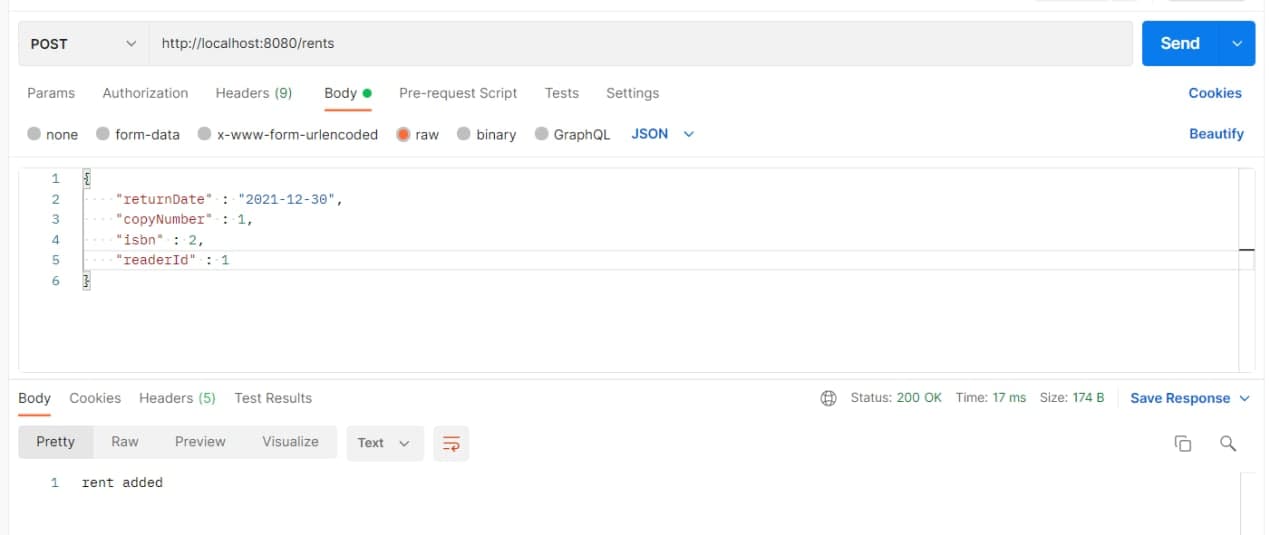 POST http://localhost:8080/rents Send
Params Authorization Headers (9) Body Pre-request Script Tests Settings Cookies
none form-data x-www-form-urlencoded raw binary GraphQL JSON Beautify
1 {
2 "returnDate" : "2021-12-30",
3 "copyNumber" : 1,
4 "isbn" : 2,
5 "readerId" : 1
6 }
Body Cookies Headers (5) Test Results Status: 200 OK Time: 17 ms Size: 174 B Save Response
Pretty Raw Preview Visualize Text
1 rent added